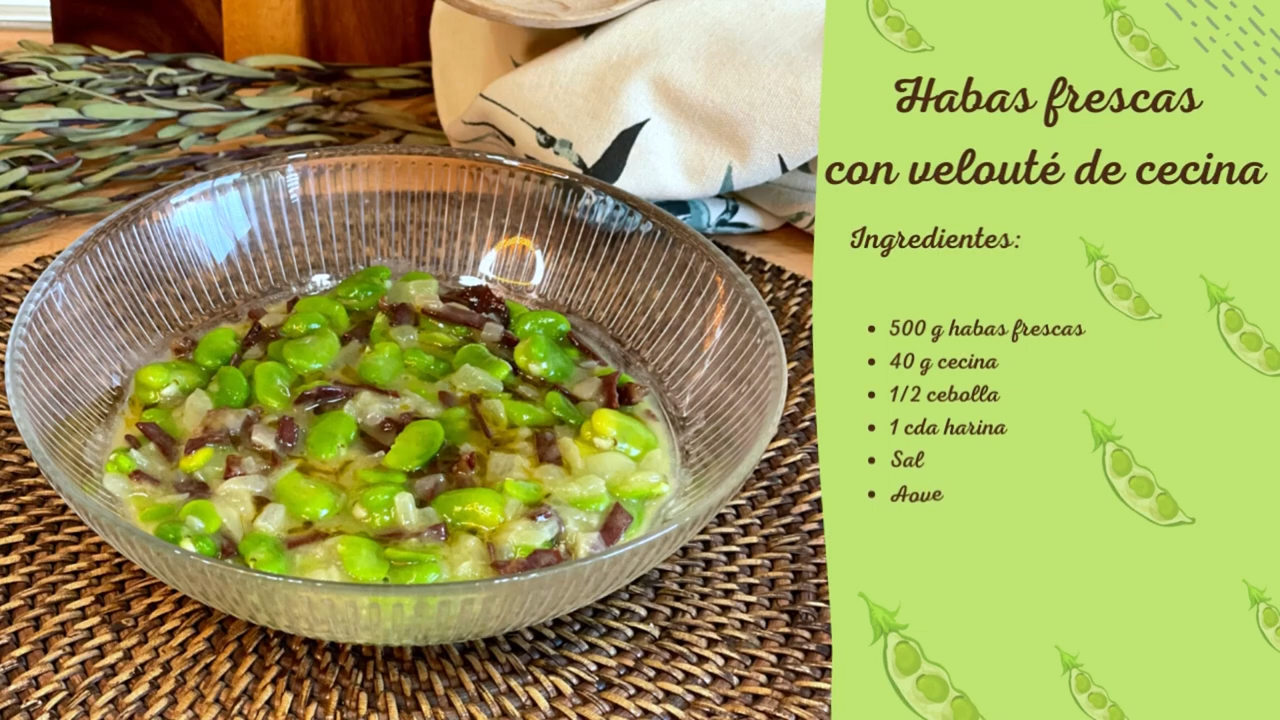 Habas frescas
con velouté de cecina
Ingredientes:
• 500 g habas frescas
• 40 g cecina
• 1/2 cebolla
• 1 cda harina
• Sal
• Aove